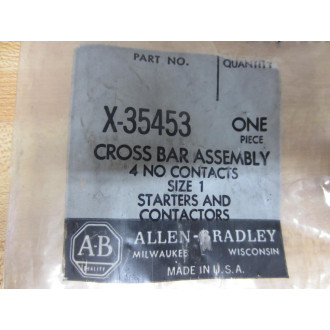 PART NO. QUANTITY
X-35453 ONE
PIECE
CROSS BAR ASSEMBLY
4 NO CONTACTS
SIZE 1
STARTERS AND
CONTACTORS
A-B
QUALITY
ALLEN-BRADLEY
MILWAUKEE WISCONSIN
MADE IN U.S.A.